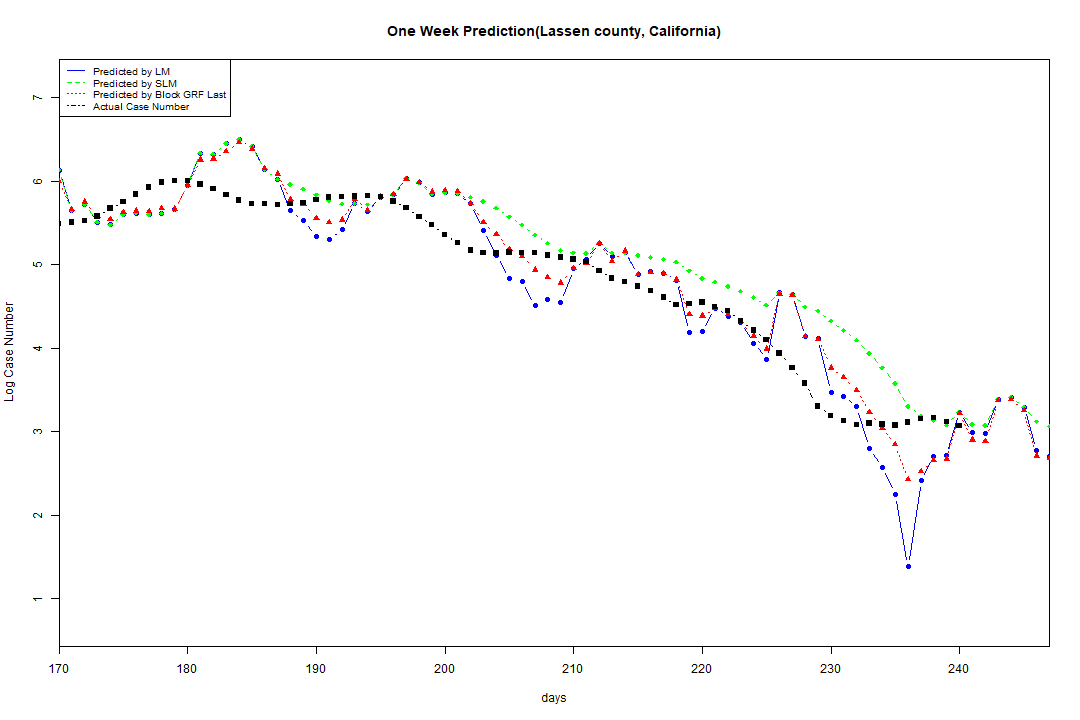 One Week Prediction(Lassen county, California)
Predicted by LM
Predicted by SLM
Predicted by Block GRF Last
Actual Case Number
7
6
5
4
3
2
1
Log Case Number
170 180 190 200 210 220 230 240
days